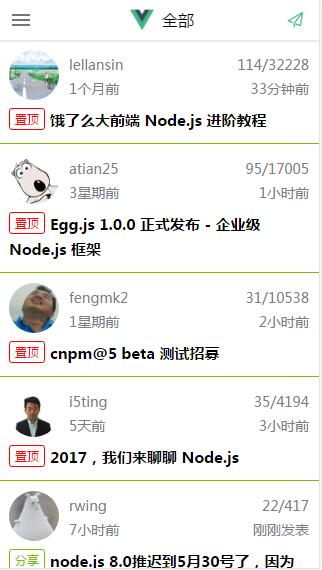 全部
lellansin 114/32228
1个月前 33分钟前
置顶 饿了么大前端 Node.js 进阶教程
atian25 95/17005
3星期前 1小时前
置顶 Egg.js 1.0.0 正式发布 - 企业级
Node.js 框架
fengmk2 31/10538
1星期前 2小时前
置顶 cnpm@5 beta 测试招募
i5ting 35/4194
5天前 3小时前
置顶 2017，我们来聊聊 Node.js
rwing 22/417
7小时前 刚刚发表
分享 node.js 8.0推迟到5月30号了，因为